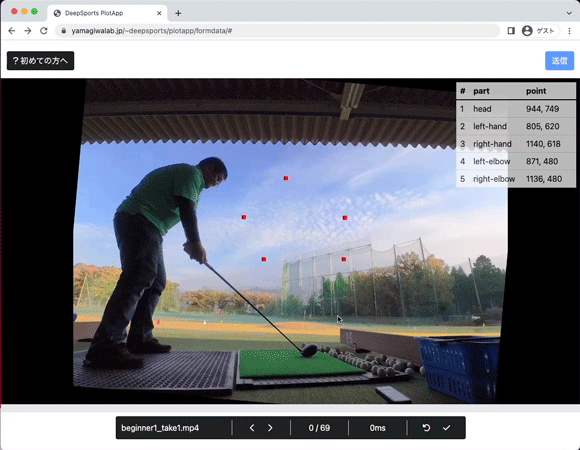 DeepSports PlotApp
yamagiwalab.jp/~deepsports/plotapp/formdata/#
ゲスト
? 初めての方へ
送信
# part point
1 head 944, 749
2 left-hand 805, 620
3 right-hand 1140, 618
4 left-elbow 871, 480
5 right-elbow 1136, 480
beginner1_take1.mp4 0 / 69 0ms